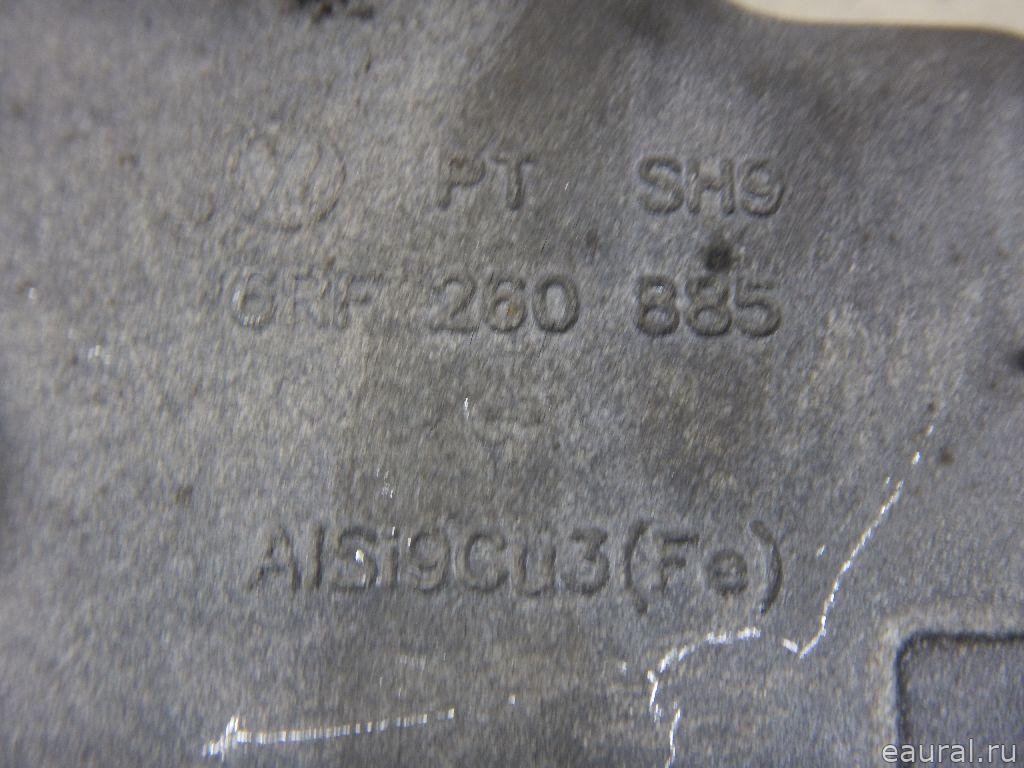 PT SH9
6RF 260 885
AlSi9Cu3(Fe)
eaural.ru